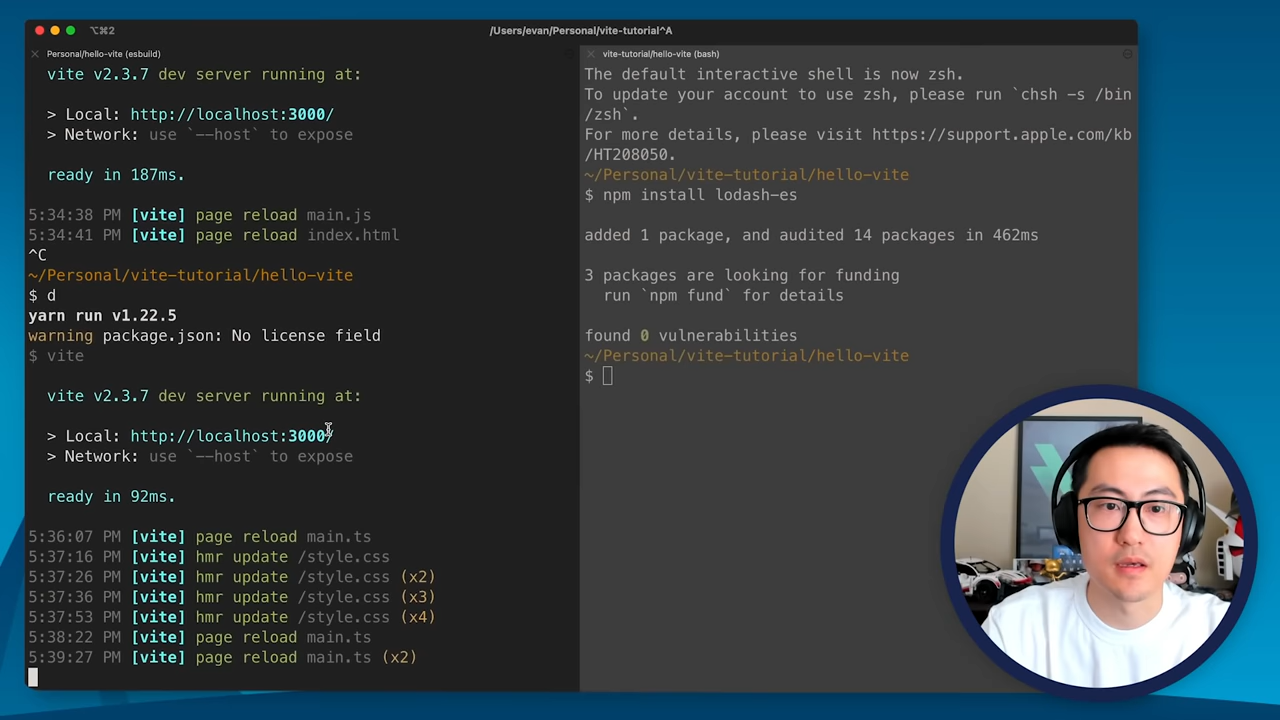 ⌥⌘2
/Users/evan/Personal/vite-tutorial^A
Personal/hello-vite (esbuild)
vite v2.3.7 dev server running at:
> Local: http://localhost:3000/
> Network: use `--host` to expose
ready in 187ms.
5:34:38 PM [vite] page reload main.js
5:34:41 PM [vite] page reload index.html
^C
~/Personal/vite-tutorial/hello-vite
$ d
yarn run v1.22.5
warning package.json: No license field
$ vite
vite v2.3.7 dev server running at:
> Local: http://localhost:3000/
> Network: use `--host` to expose
ready in 92ms.
5:36:07 PM [vite] page reload main.ts
5:37:16 PM [vite] hmr update /style.css
5:37:26 PM [vite] hmr update /style.css (x2)
5:37:36 PM [vite] hmr update /style.css (x3)
5:37:53 PM [vite] hmr update /style.css (x4)
5:38:22 PM [vite] page reload main.ts
5:39:27 PM [vite] page reload main.ts (x2)
vite-tutorial/hello-vite (bash)
The default interactive shell is now zsh.
To update your account to use zsh, please run `chsh -s /bin
/zsh`.
For more details, please visit https://support.apple.com/kb
/HT208050.
~/Personal/vite-tutorial/hello-vite
$ npm install lodash-es
added 1 package, and audited 14 packages in 462ms
3 packages are looking for funding
run `npm fund` for details
found 0 vulnerabilities
~/Personal/vite-tutorial/hello-vite
$